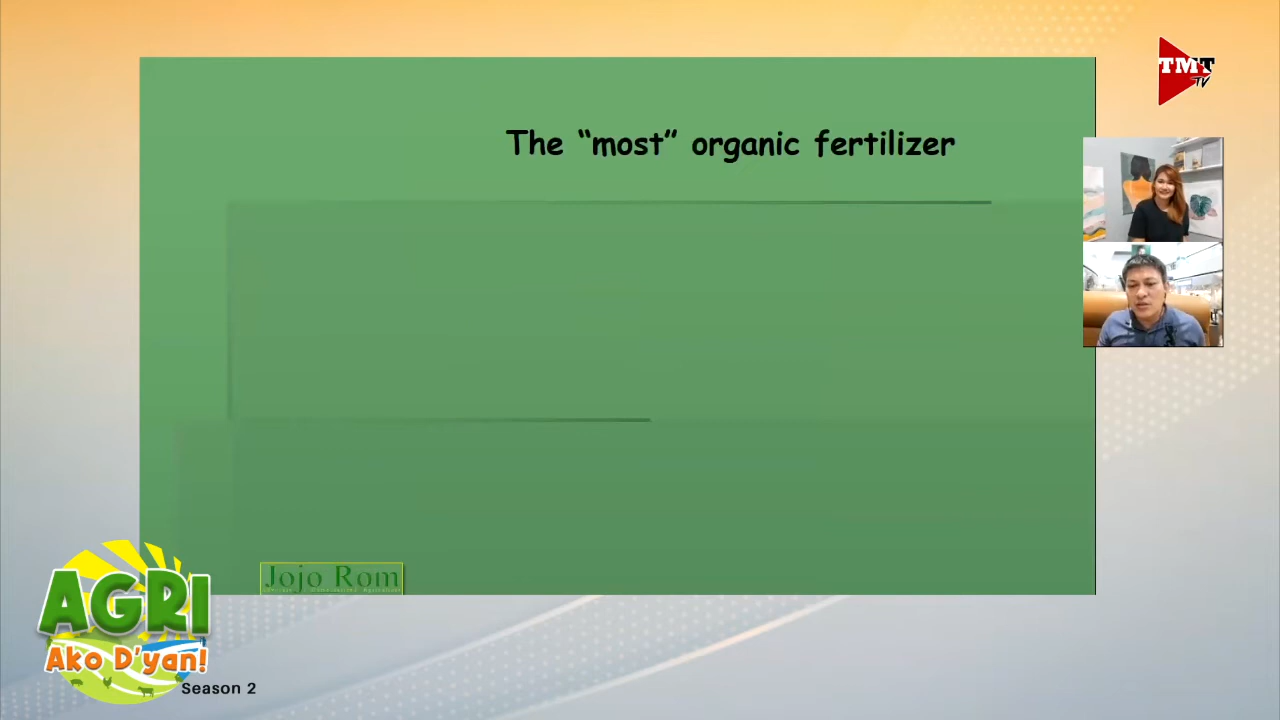 TMT
TV
The “most” organic fertilizer
Jojo Rom
AGRI
Ako D'yan!
Season 2